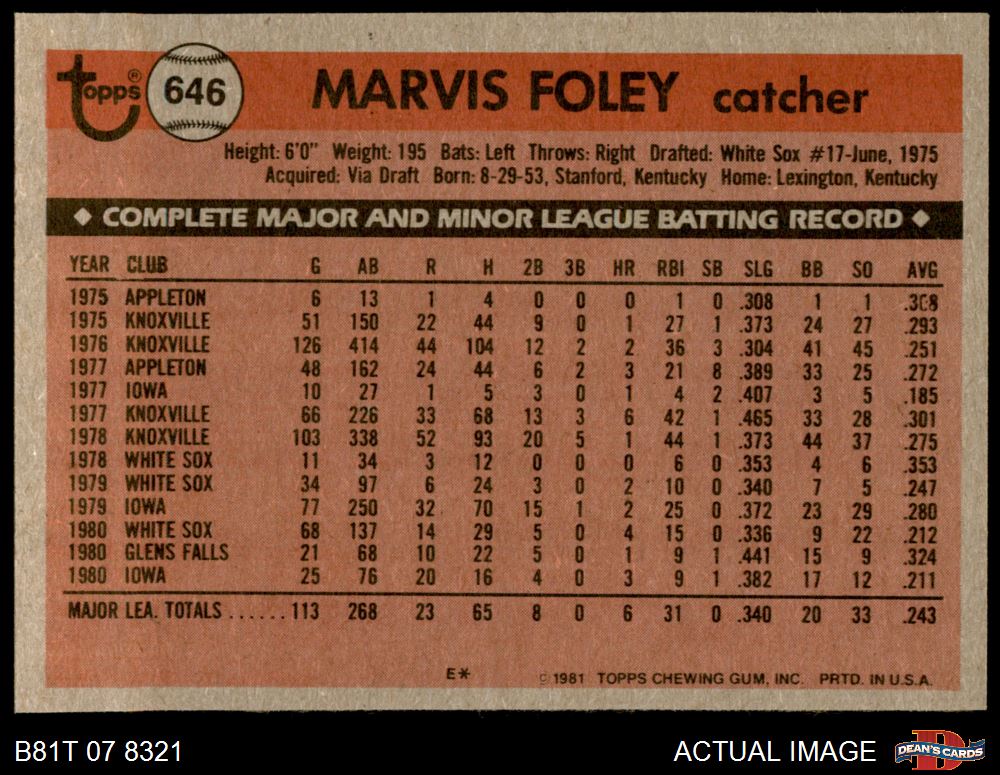 Topps® 646 MARVIS FOLEY catcher
Height: 6'0" Weight: 195 Bats: Left Throws: Right Drafted: White Sox #17-June, 1975
Acquired: Via Draft Born: 8-29-53, Stanford, Kentucky Home: Lexington, Kentucky
◆ COMPLETE MAJOR AND MINOR LEAGUE BATTING RECORD ◆
YEAR CLUB G AB R H 2B 3B HR RBI SB SLG BB SO AVG
1975 APPLETON 6 13 1 4 0 0 0 1 0 .308 1 1 .308
1975 KNOXVILLE 51 150 22 44 9 0 1 27 1 .373 24 27 .293
1976 KNOXVILLE 126 414 44 104 12 2 2 36 3 .304 41 45 .251
1977 APPLETON 48 162 24 44 6 2 3 21 8 .389 33 25 .272
1977 IOWA 10 27 1 5 3 0 1 4 2 .407 3 5 .185
1977 KNOXVILLE 66 226 33 68 13 3 6 42 1 .465 33 28 .301
1978 KNOXVILLE 103 338 52 93 20 5 1 44 1 .373 44 37 .275
1978 WHITE SOX 11 34 3 12 0 0 0 6 0 .353 4 6 .353
1979 WHITE SOX 34 97 6 24 3 0 2 10 0 .340 7 5 .247
1979 IOWA 77 250 32 70 15 1 2 25 0 .372 23 29 .280
1980 WHITE SOX 68 137 14 29 5 0 4 15 0 .336 9 22 .212
1980 GLENS FALLS 21 68 10 22 5 0 1 9 1 .441 15 9 .324
1980 IOWA 25 76 20 16 4 0 3 9 1 .382 17 12 .211
MAJOR LEA. TOTALS ...... 113 268 23 65 8 0 6 31 0 .340 20 33 .243
E* © 1981 TOPPS CHEWING GUM, INC. PRTD. IN U.S.A.
B81T 07 8321 ACTUAL IMAGE DEAN'S CARDS